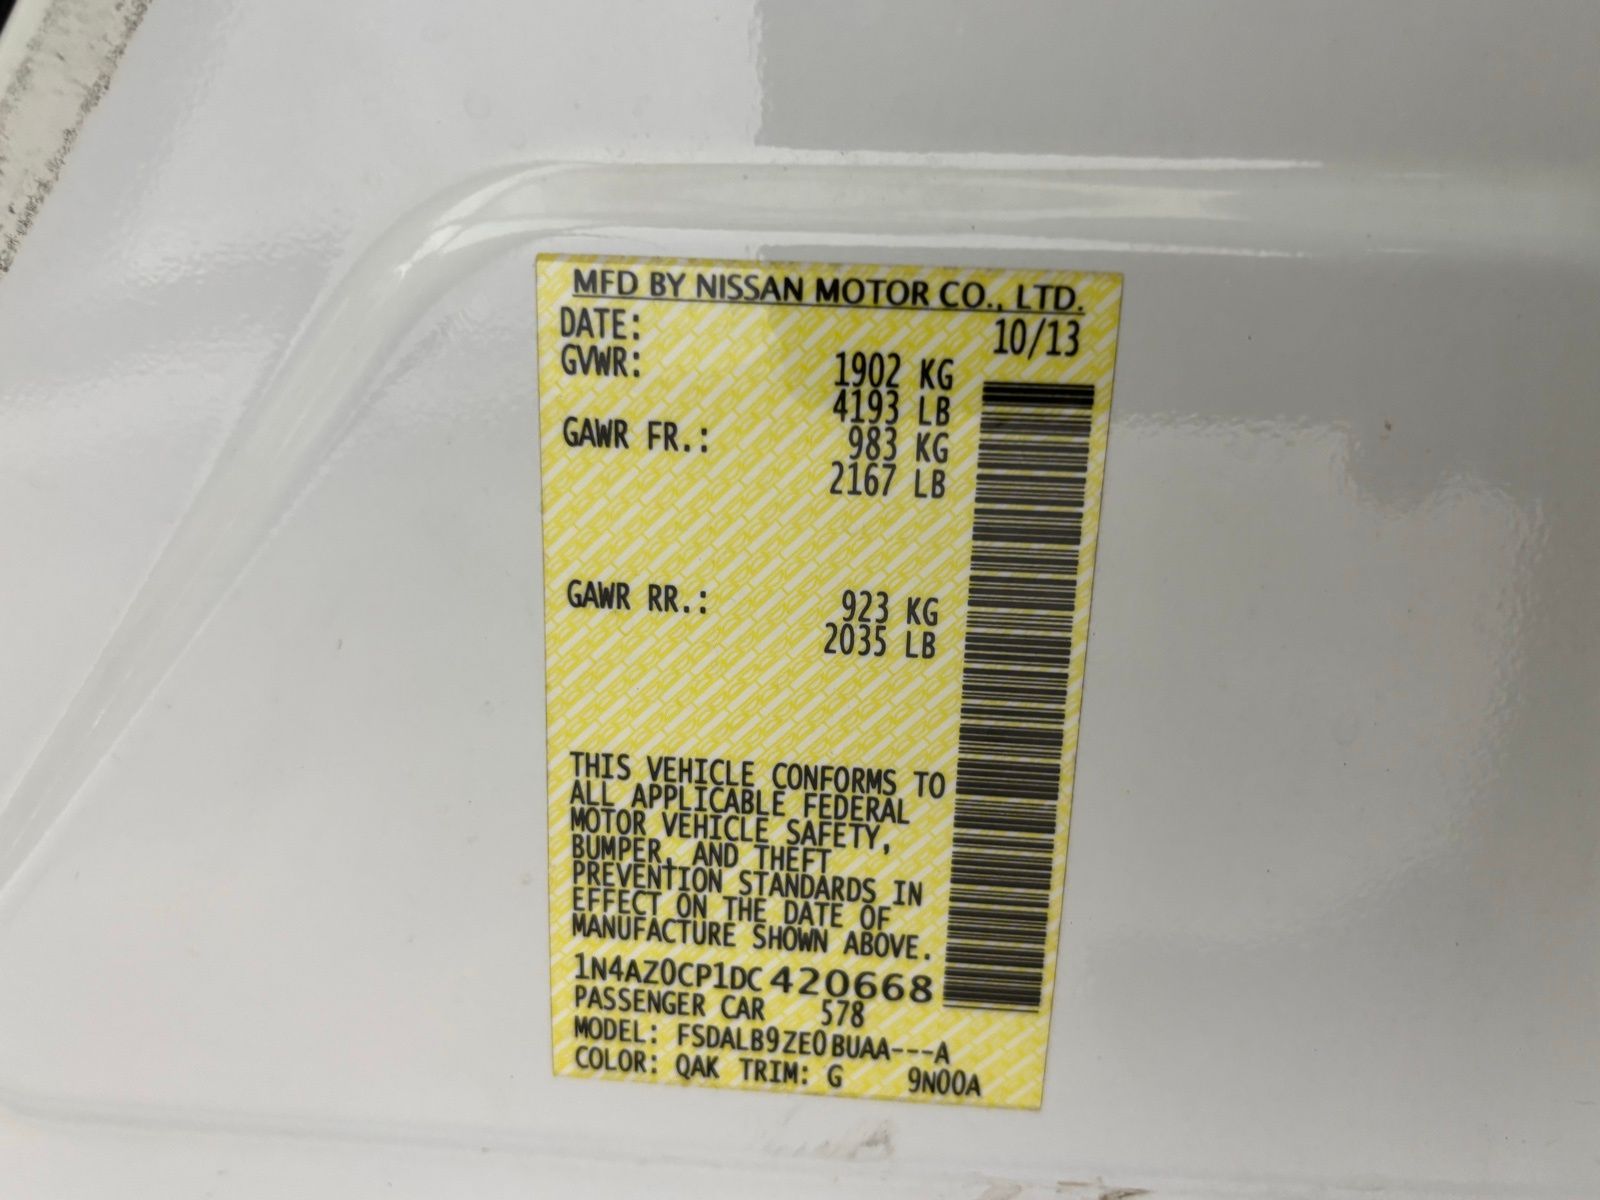 MFD BY NISSAN MOTOR CO., LTD.
DATE: 10/13
GVWR: 1902 KG
4193 LB
GAWR FR.: 983 KG
2167 LB
GAWR RR.: 923 KG
2035 LB
THIS VEHICLE CONFORMS TO
ALL APPLICABLE FEDERAL
MOTOR VEHICLE SAFETY,
BUMPER, AND THEFT
PREVENTION STANDARDS IN
EFFECT ON THE DATE OF
MANUFACTURE SHOWN ABOVE.
1N4AZ0CP1DC420668
PASSENGER CAR 578
MODEL: FSDALB9ZE0BUAA---A
COLOR: QAK TRIM: G 9N00A